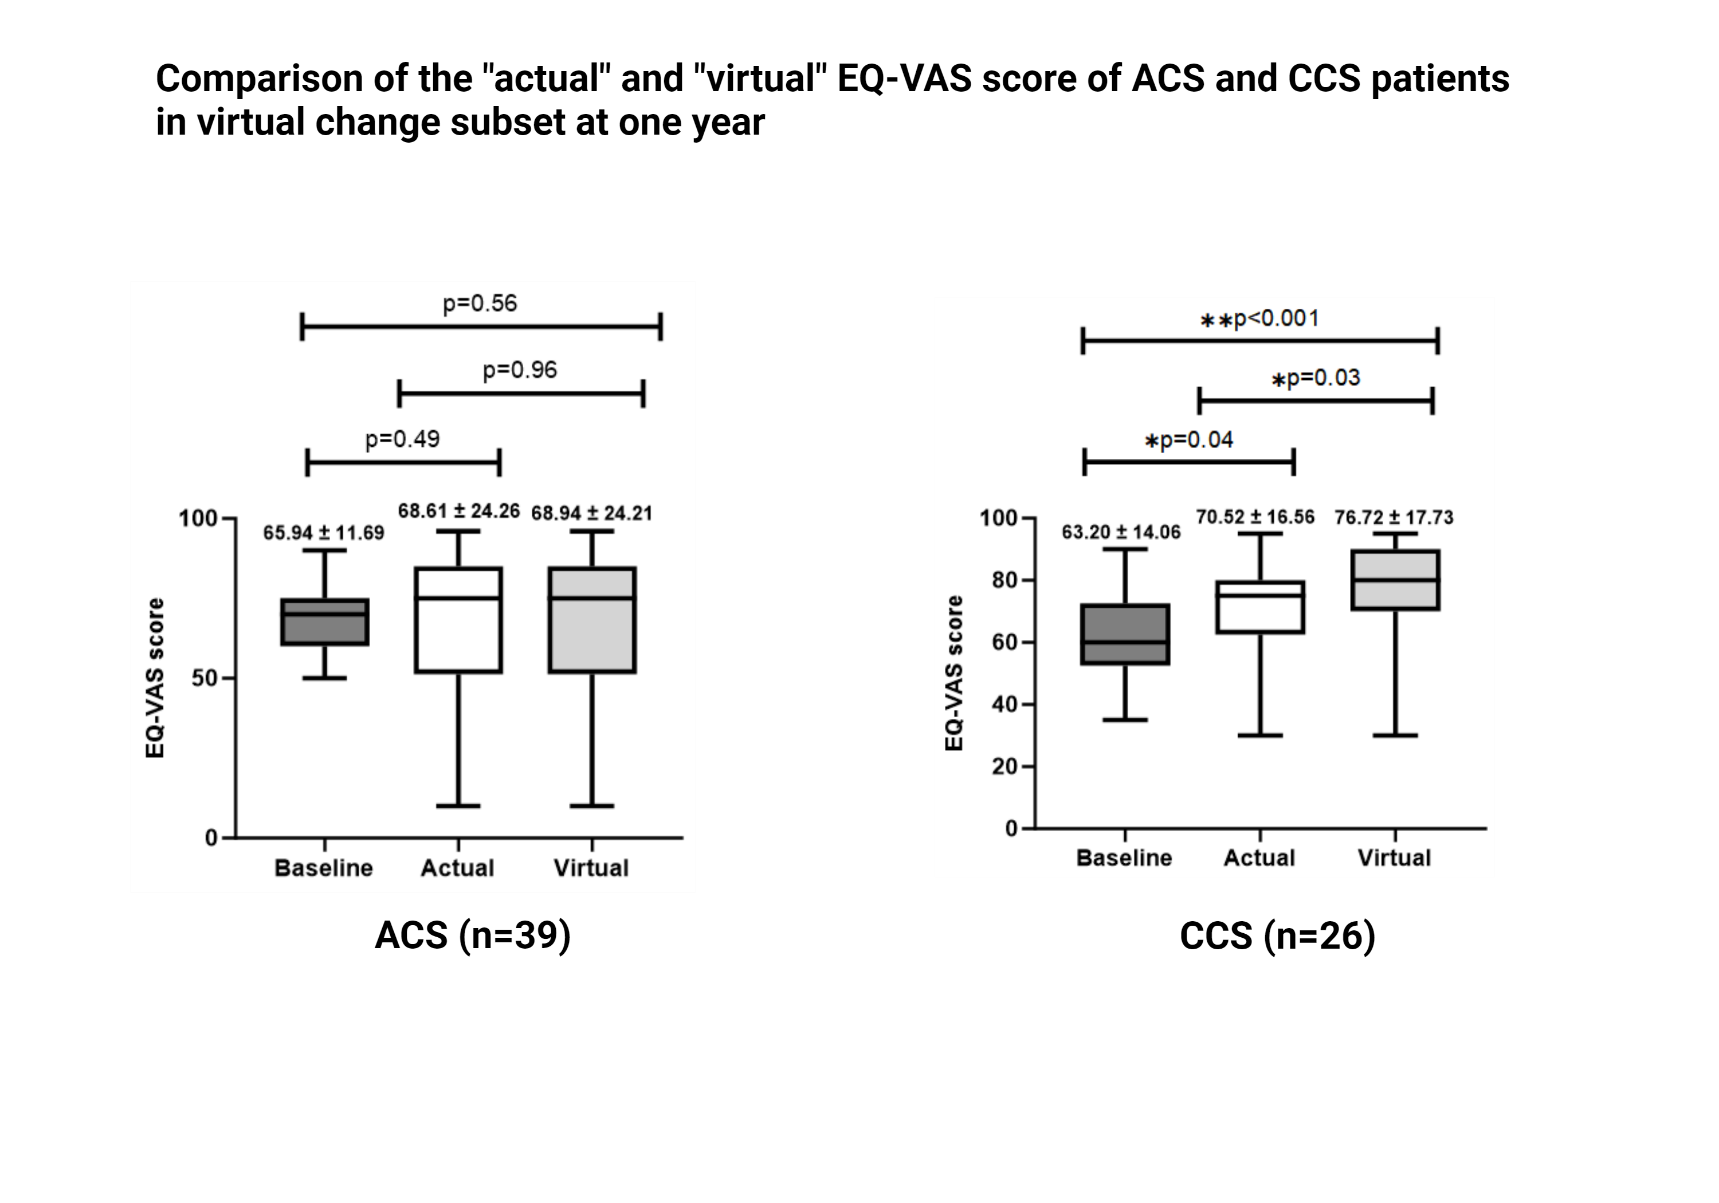 Comparison of the "actual" and "virtual" EQ-VAS score of ACS and CCS patients
in virtual change subset at one year
p=0.56
p=0.96
p=0.49
65.94 ± 11.69
68.61 ± 24.26
68.94 ± 24.21
100
50
0
EQ-VAS score
Baseline
Actual
Virtual
ACS (n=39)
**p<0.001
*p=0.03
*p=0.04
63.20 ± 14.06
70.52 ± 16.56
76.72 ± 17.73
100
80
60
40
20
0
EQ-VAS score
Baseline
Actual
Virtual
CCS (n=26)